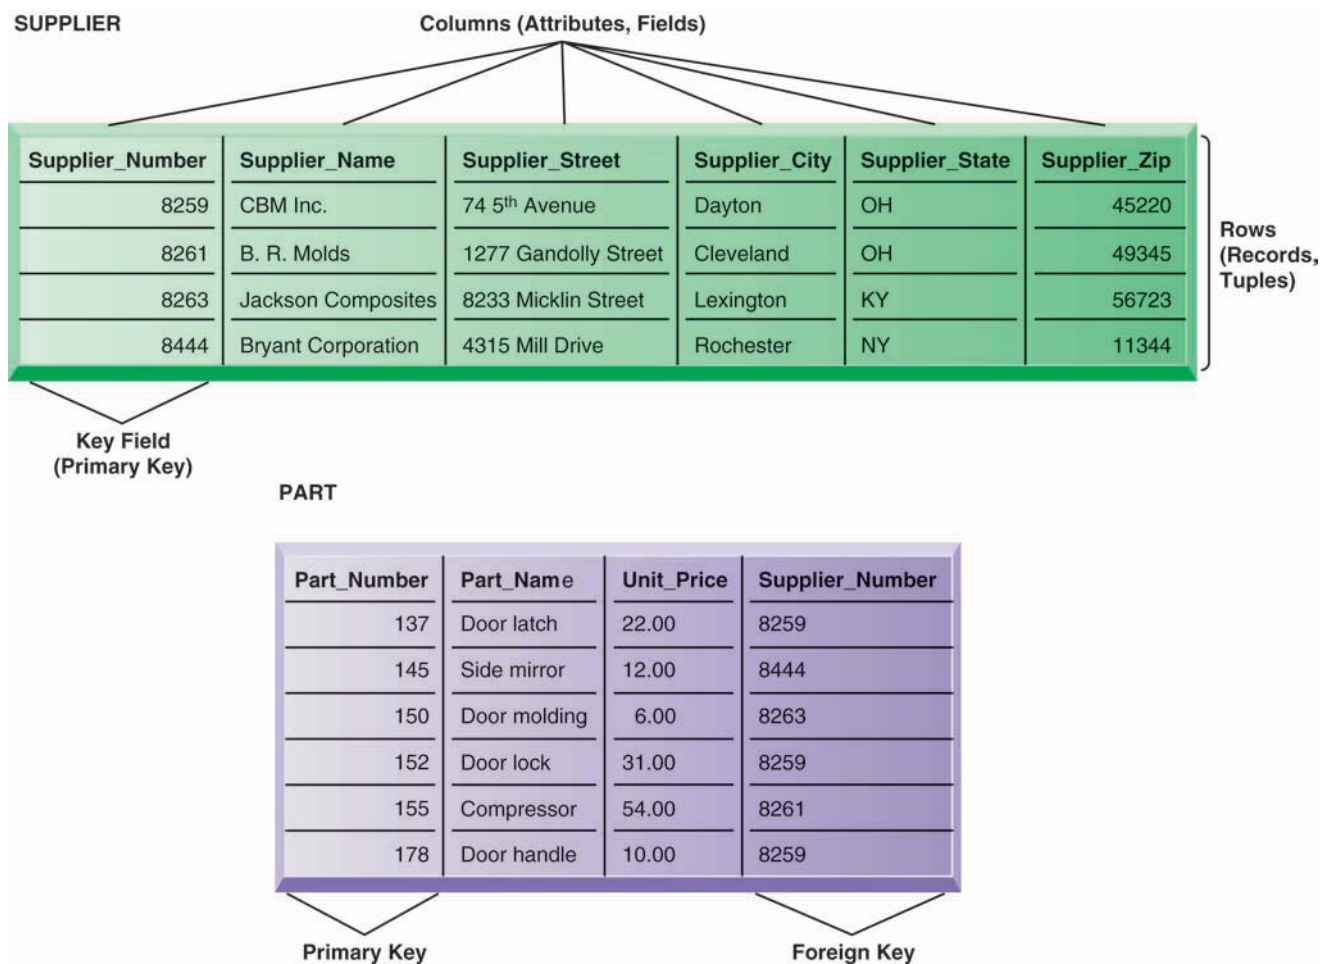 SUPPLIER Columns (Attributes, Fields)
Supplier_Number Supplier_Name Supplier_Street Supplier_City Supplier_State Supplier_Zip
8259 CBM Inc. 74 5th Avenue Dayton OH 45220
8261 B. R. Molds 1277 Gandolly Street Cleveland OH 49345
8263 Jackson Composites 8233 Micklin Street Lexington KY 56723
8444 Bryant Corporation 4315 Mill Drive Rochester NY 11344
Rows
(Records,
Tuples)
Key Field
(Primary Key)
PART
Part_Number Part_Name Unit_Price Supplier_Number
137 Door latch 22.00 8259
145 Side mirror 12.00 8444
150 Door molding 6.00 8263
152 Door lock 31.00 8259
155 Compressor 54.00 8261
178 Door handle 10.00 8259
Primary Key Foreign Key